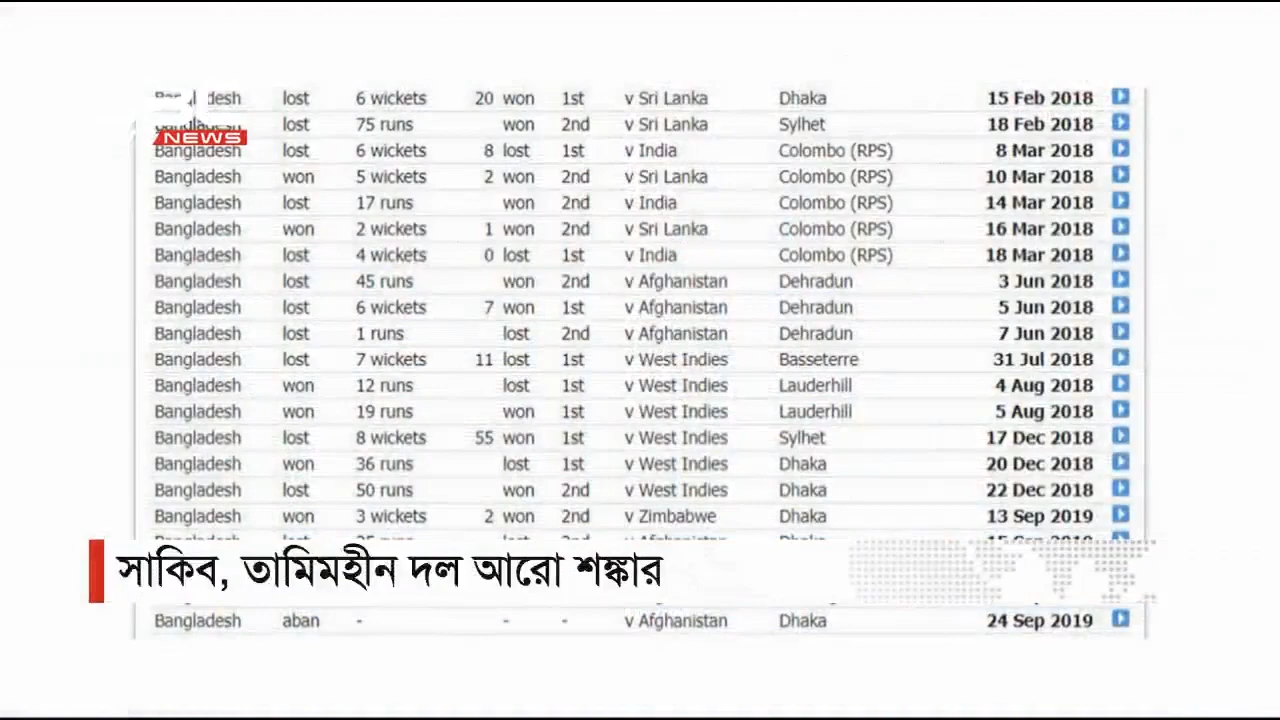 desh lost 6 wickets 20 won 1st v Sri Lanka Dhaka 15 Feb 2018
Bangladesh lost 75 runs won 2nd v Sri Lanka Sylhet 18 Feb 2018
NEWS
Bangladesh lost 6 wickets 8 lost 1st v India Colombo (RPS) 8 Mar 2018
Bangladesh won 5 wickets 2 won 2nd v Sri Lanka Colombo (RPS) 10 Mar 2018
Bangladesh lost 17 runs won 2nd v India Colombo (RPS) 14 Mar 2018
Bangladesh won 2 wickets 1 won 2nd v Sri Lanka Colombo (RPS) 16 Mar 2018
Bangladesh lost 4 wickets 0 lost 1st v India Colombo (RPS) 18 Mar 2018
Bangladesh lost 45 runs won 2nd v Afghanistan Dehradun 3 Jun 2018
Bangladesh lost 6 wickets 7 won 1st v Afghanistan Dehradun 5 Jun 2018
Bangladesh lost 1 runs lost 2nd v Afghanistan Dehradun 7 Jun 2018
Bangladesh lost 7 wickets 11 lost 1st v West Indies Basseterre 31 Jul 2018
Bangladesh won 12 runs lost 1st v West Indies Lauderhill 4 Aug 2018
Bangladesh won 19 runs won 1st v West Indies Lauderhill 5 Aug 2018
Bangladesh lost 8 wickets 55 won 1st v West Indies Sylhet 17 Dec 2018
Bangladesh won 36 runs lost 1st v West Indies Dhaka 20 Dec 2018
Bangladesh lost 50 runs won 2nd v West Indies Dhaka 22 Dec 2018
Bangladesh won 3 wickets 2 won 2nd v Zimbabwe Dhaka 13 Sep 2019
সাকিব, তামিমহীন দল আরো শঙ্কার
Bangladesh aban - - - v Afghanistan Dhaka 24 Sep 2019